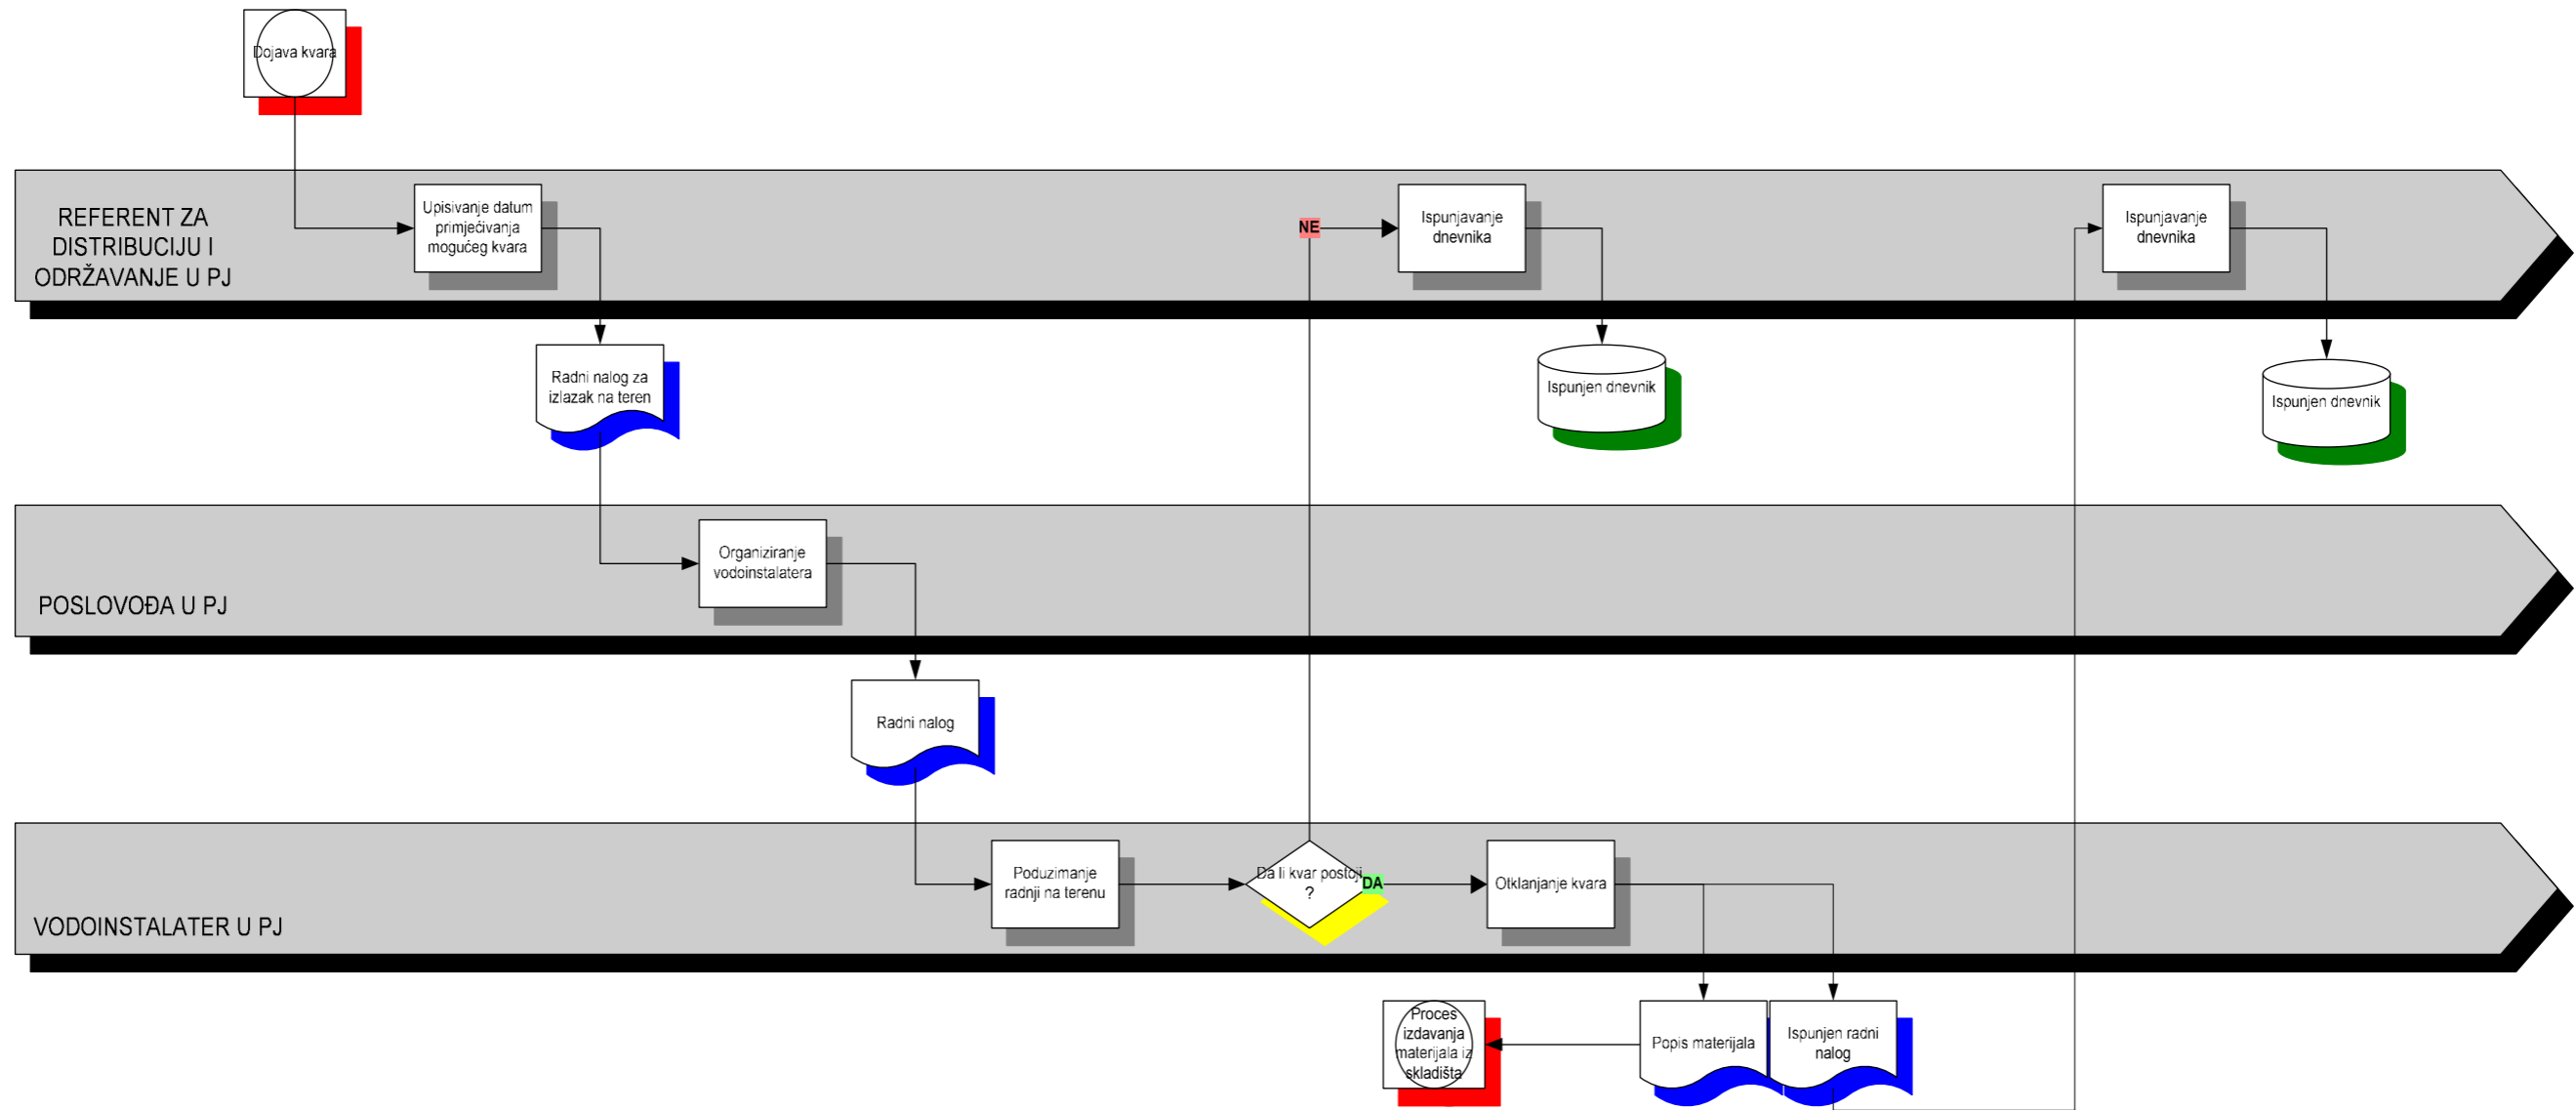 Dojava kvara
REFERENT ZA
DISTRIBUCIJU I
ODRŽAVANJE U PJ
Upisivanje datum
primjećivanja
mogućeg kvara
NE
Ispunjavanje
dnevnika
Ispunjavanje
dnevnika
Radni nalog za
izlazak na teren
Ispunjen dnevnik
Ispunjen dnevnik
POSLOVOĐA U PJ
Organiziranje
vodoinstalatera
Radni nalog
VODOINSTALATER U PJ
Poduzimanje
radnji na terenu
Da li kvar postoji
?
DA
Otklanjanje kvara
Proces
izdavanja
materijala iz
skladišta
Popis materijala
Ispunjen radni
nalog